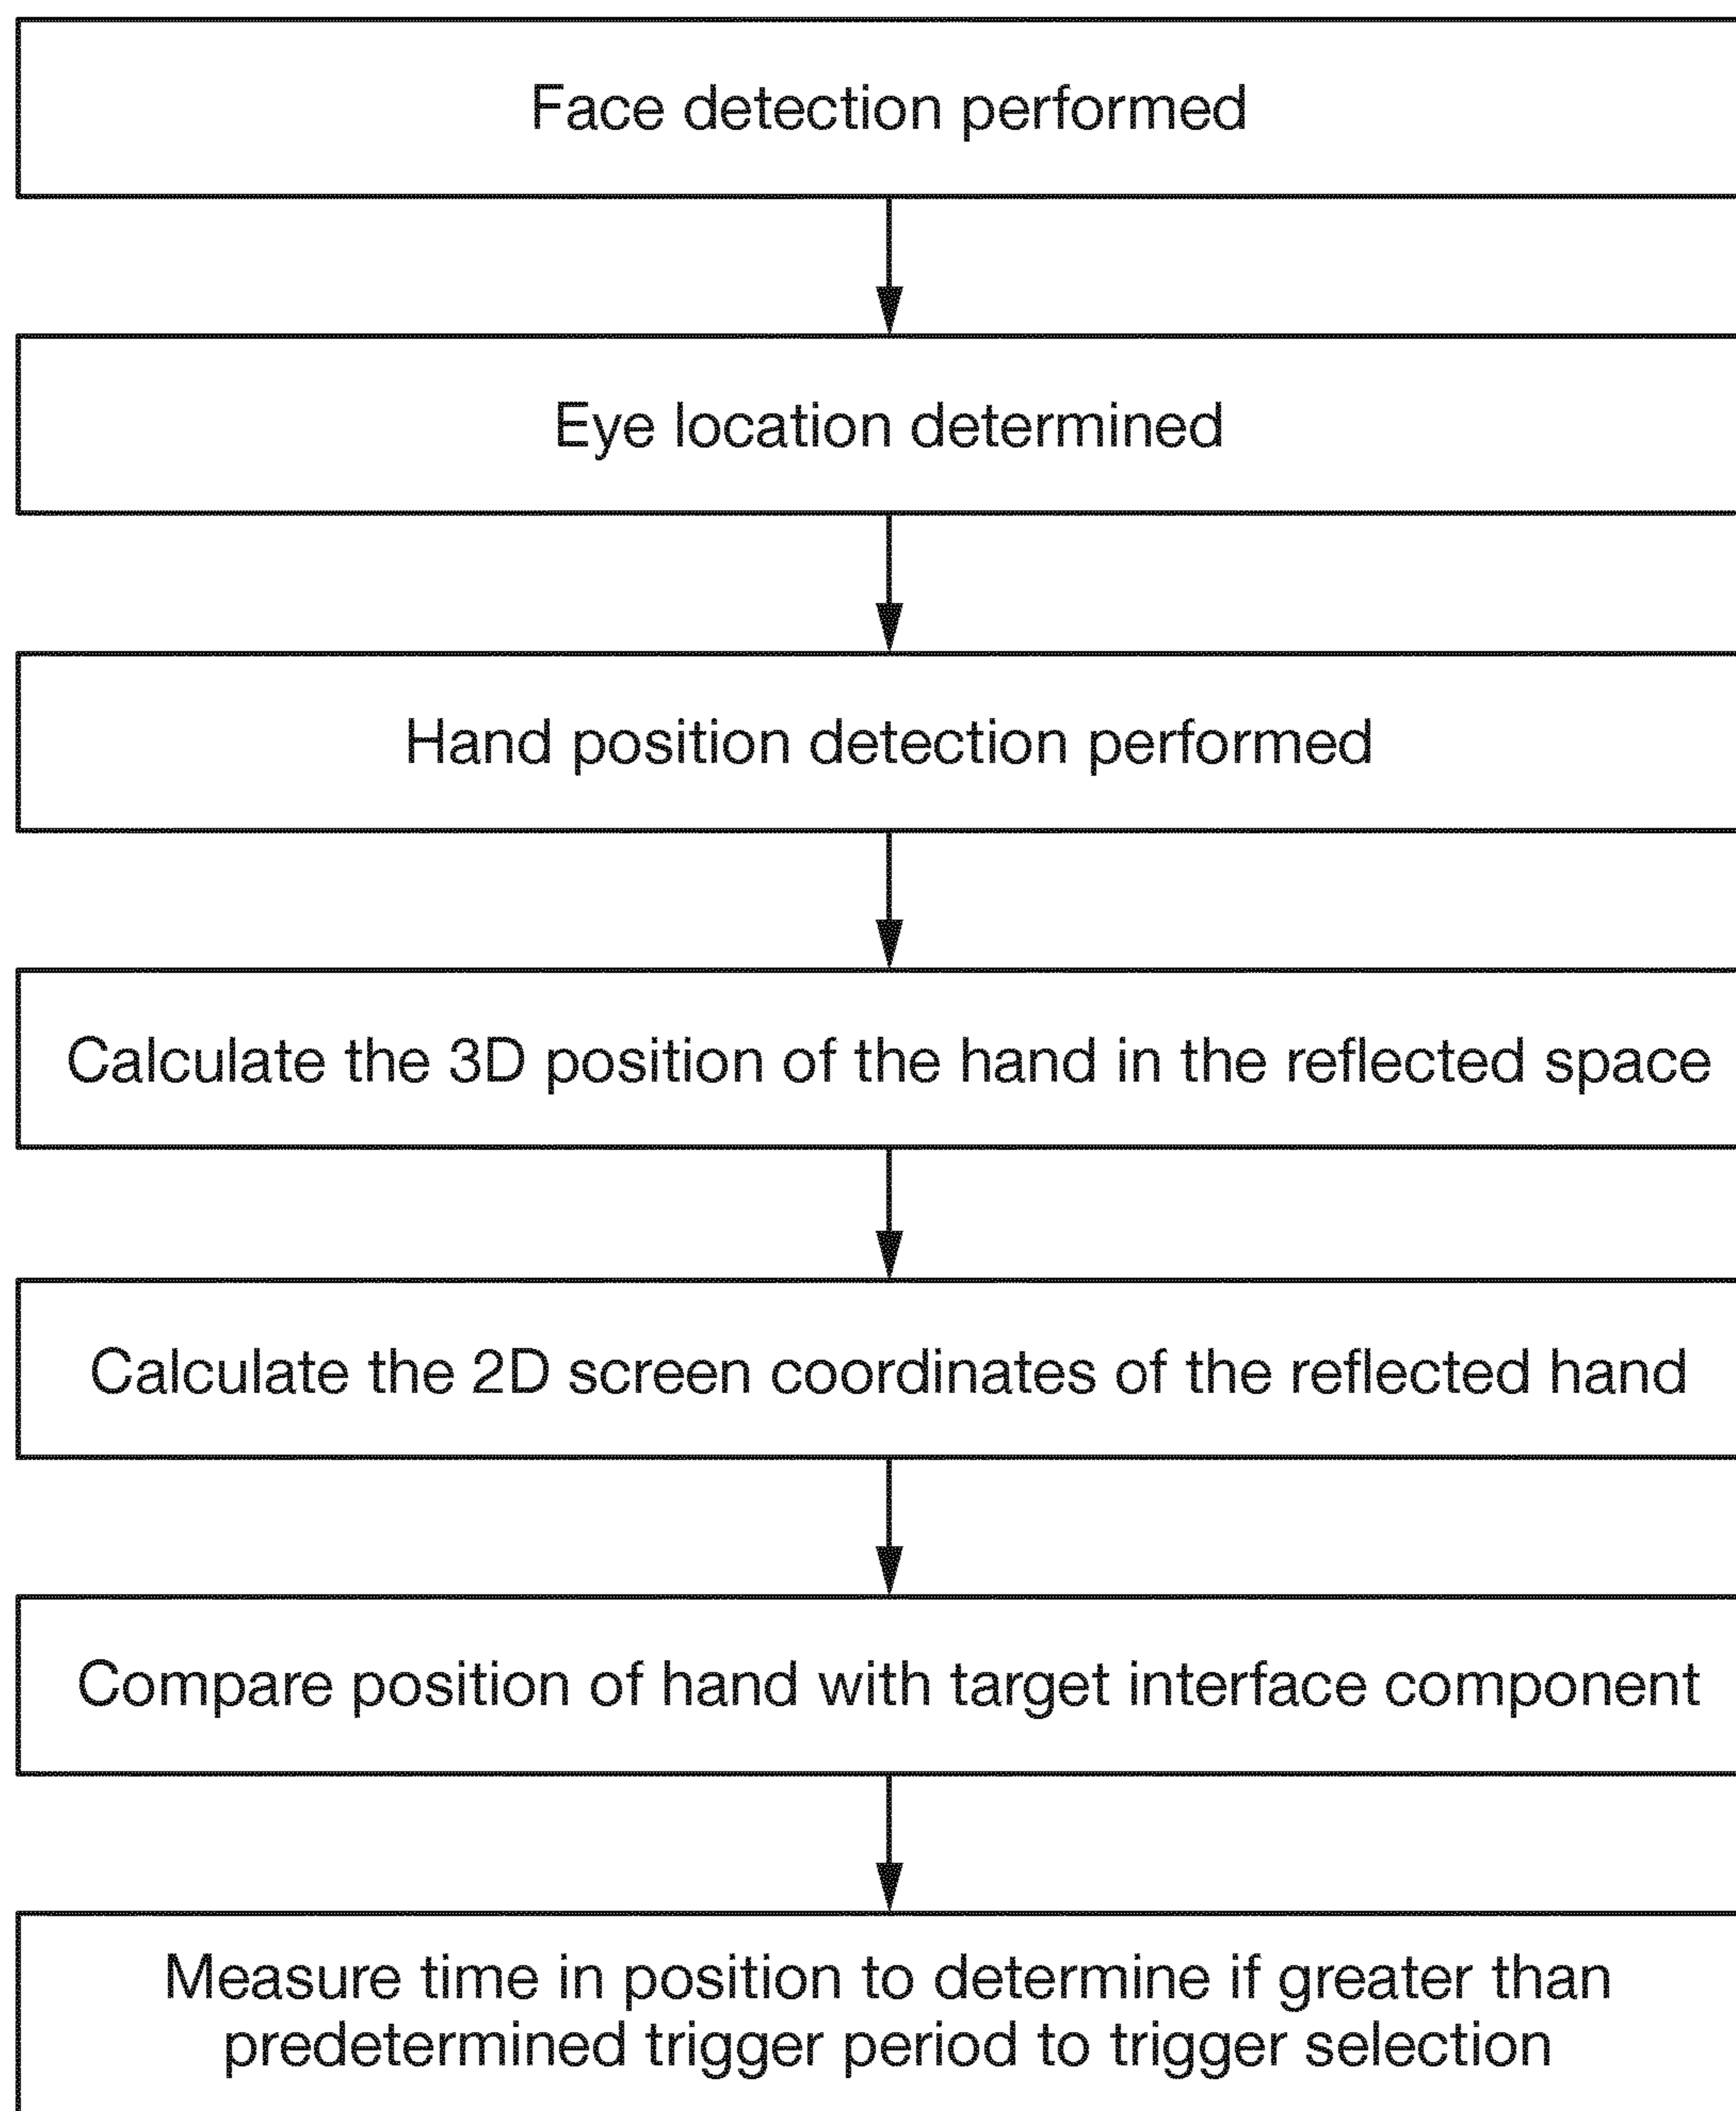 Face detection performed
Eye location determined
Hand position detection performed
Calculate the 3D position of the hand in the reflected space
Calculate the 2D screen coordinates of the reflected hand
Compare position of hand with target interface component
Measure time in position to determine if greater than
predetermined trigger period to trigger selection